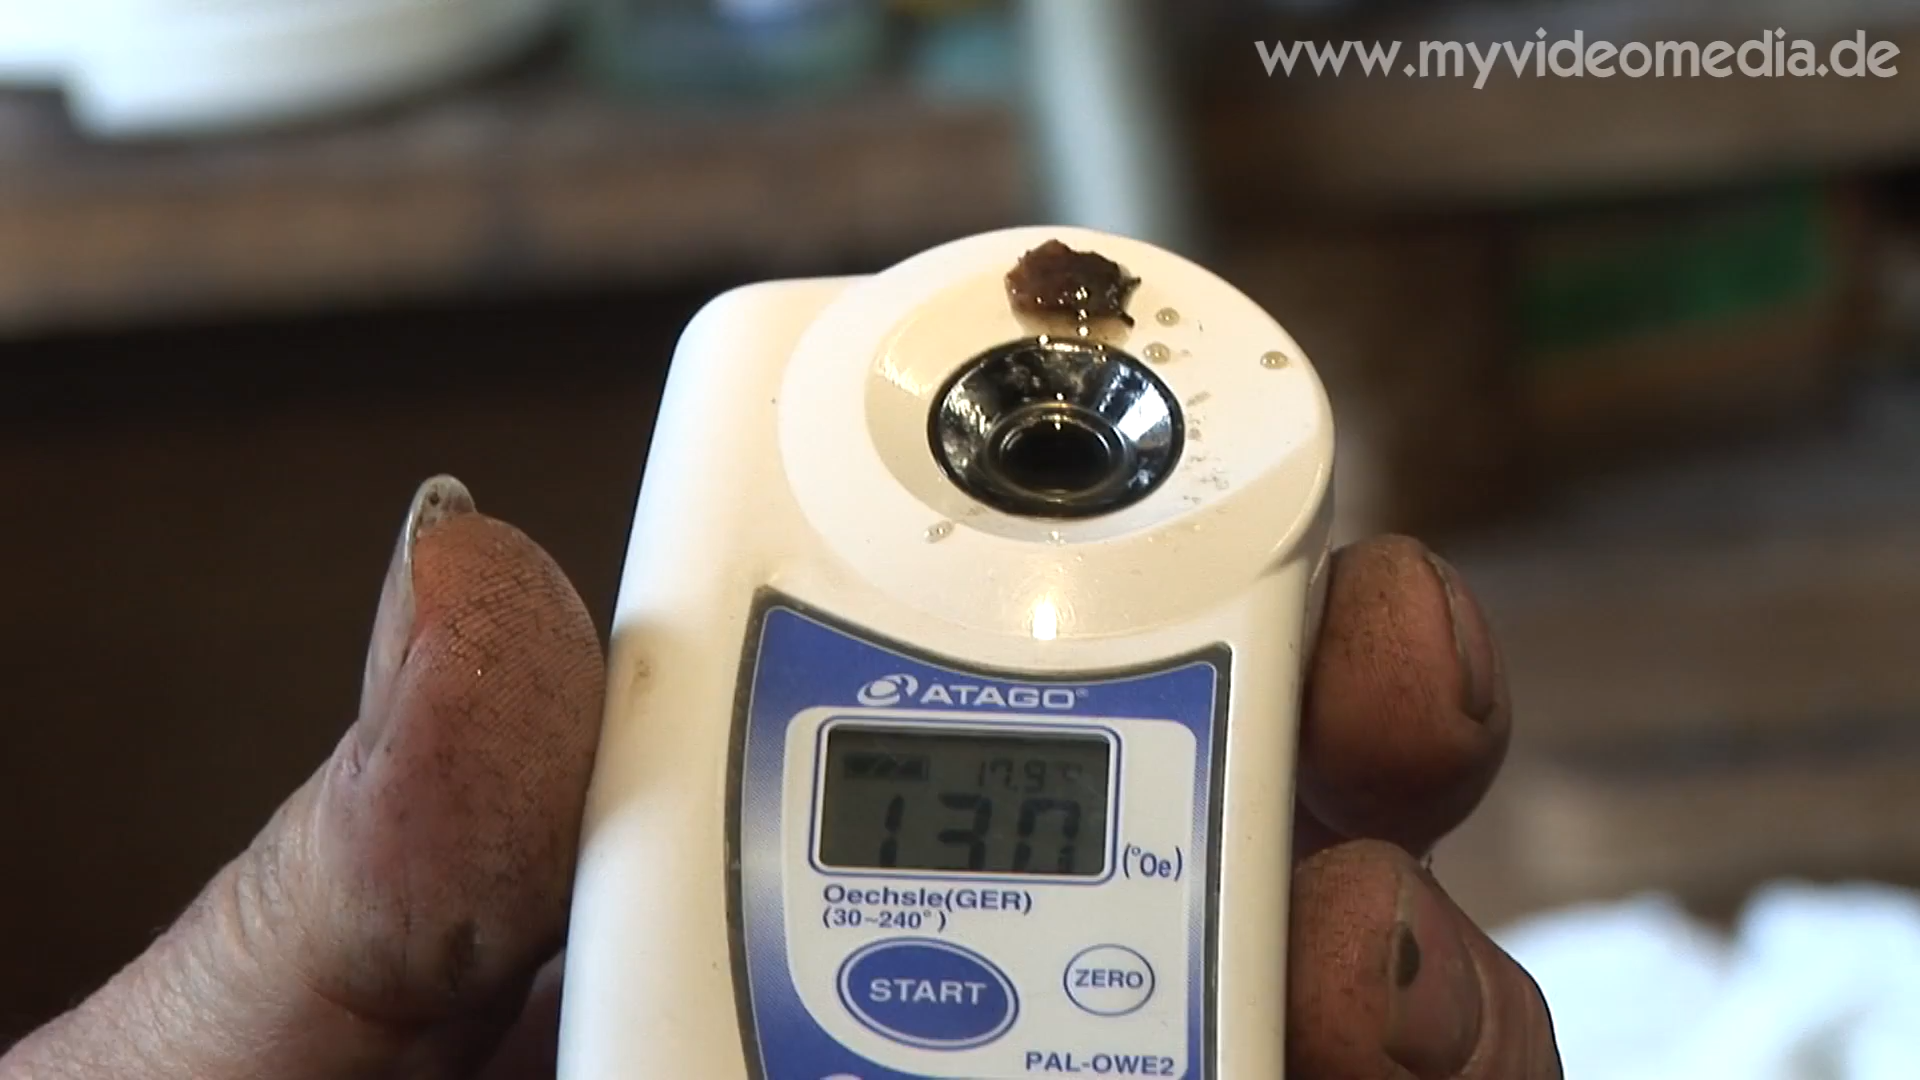 www.myvideomedia.de
ATAGO®
17.9°C
130
(°Oe)
Oechsle(GER)
(30~240°)
START
ZERO
PAL-OWE2